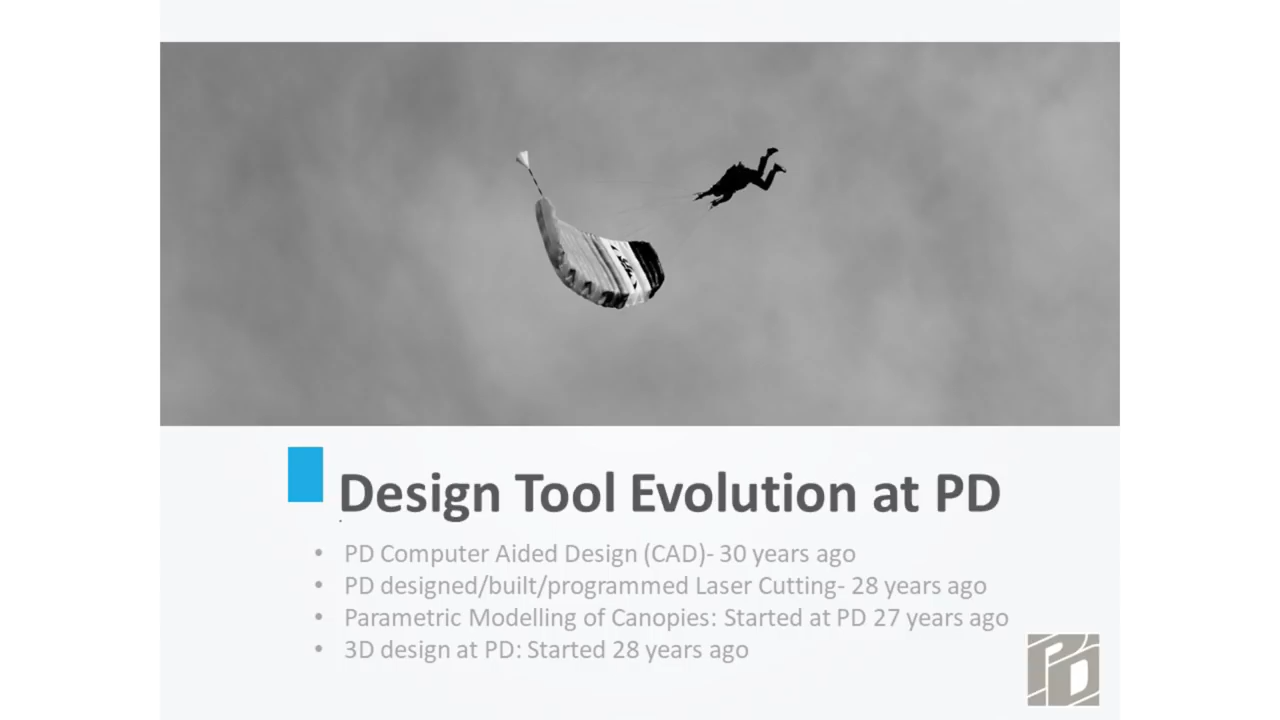 Design Tool Evolution at PD
• PD Computer Aided Design (CAD)- 30 years ago
• PD designed/built/programmed Laser Cutting- 28 years ago
• Parametric Modelling of Canopies: Started at PD 27 years ago
• 3D design at PD: Started 28 years ago
PD